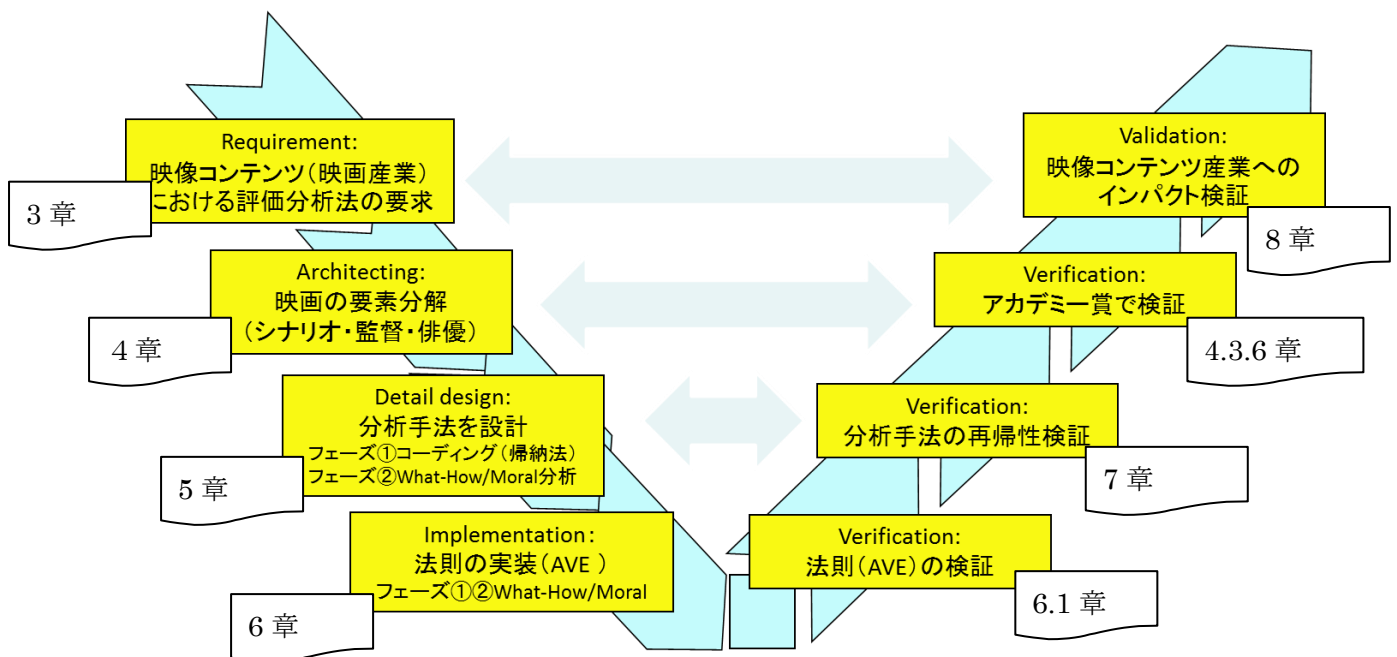 Requirement:
映像コンテンツ(映画産業)
における評価分析法の要求
3 章
Architecting:
映画の要素分解
(シナリオ・監督・俳優)
4 章
Detail design:
分析手法を設計
フェーズ①コーディング(帰納法)
フェーズ②What-How/Moral分析
5 章
Implementation:
法則の実装(AVE )
フェーズ①②What-How/Moral
6 章
Validation:
映像コンテンツ産業への
インパクト検証
8 章
Verification:
アカデミー賞で検証
4.3.6 章
Verification:
分析手法の再帰性検証
7 章
Verification:
法則(AVE)の検証
6.1 章